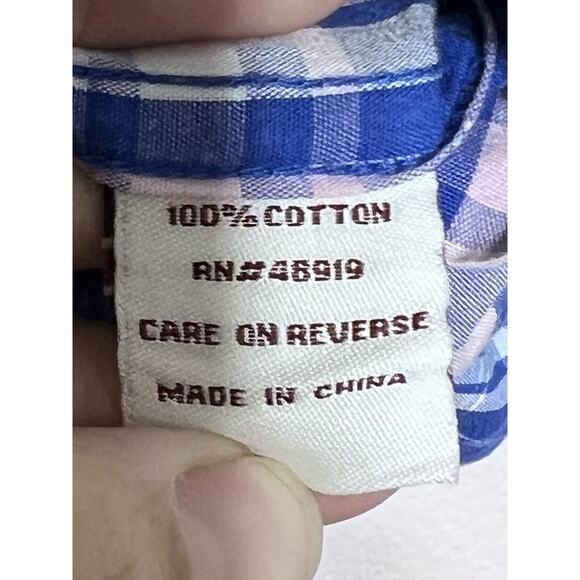 100% COTTON
RN#46919
CARE ON REVERSE
MADE IN CHINA